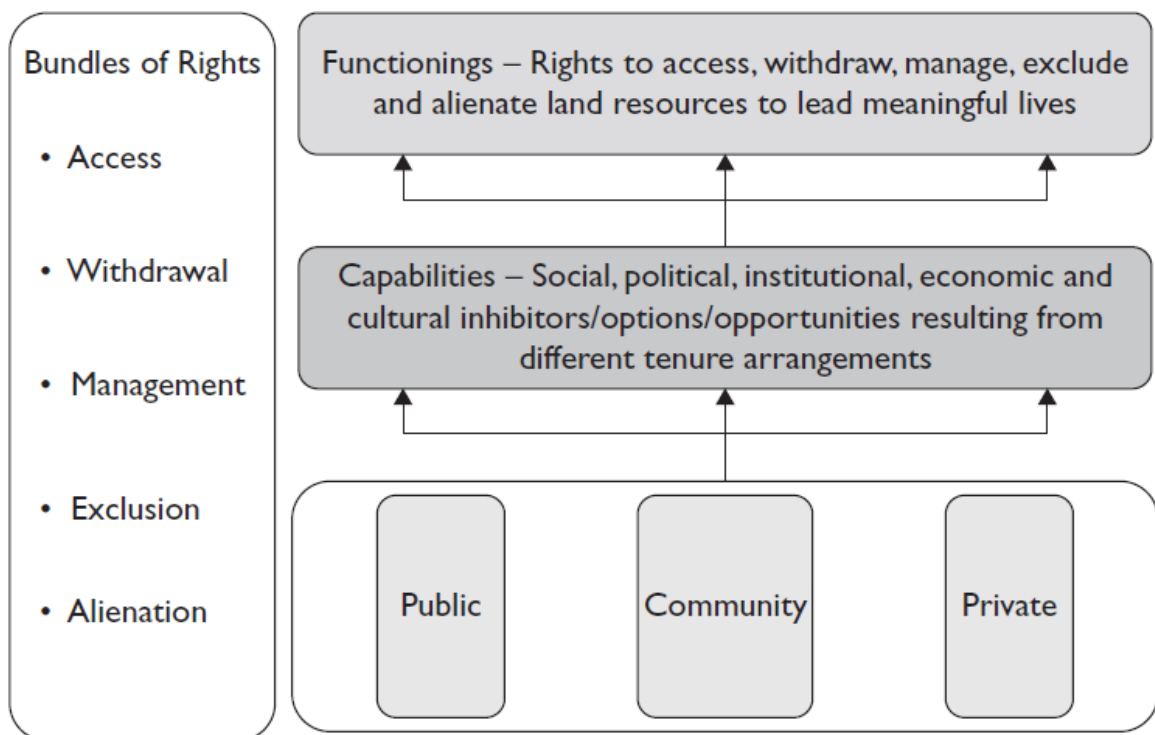 Bundles of Rights
• Access
• Withdrawal
• Management
• Exclusion
• Alienation
Functionings – Rights to access, withdraw, manage, exclude
and alienate land resources to lead meaningful lives
Capabilities – Social, political, institutional, economic and
cultural inhibitors/options/opportunities resulting from
different tenure arrangements
Public
Community
Private